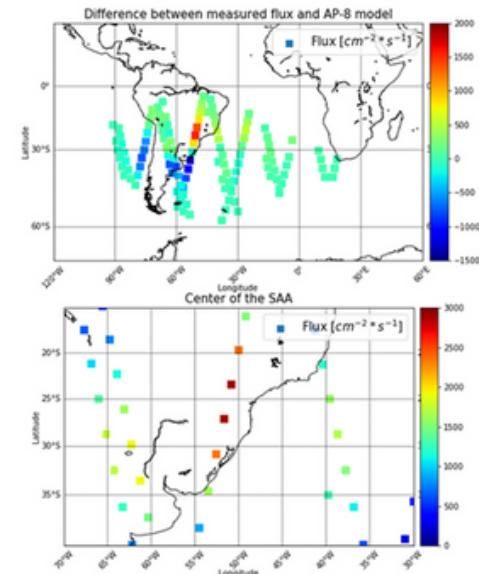 Difference between measured flux and AP-8 model
Flux [cm⁻² * s⁻¹]
2000
1500
1000
500
0
−500
−1000
−1500
0°
30°S
60°S
Latitude
120°W
90°W
60°W
30°W
0°
30°E
60°E
Longitude
Center of the SAA
Flux [cm⁻² * s⁻¹]
3000
2500
2000
1500
1000
500
0
20°S
25°S
30°S
35°S
Latitude
70°W
65°W
60°W
55°W
50°W
45°W
40°W
35°W
30°W
Longitude